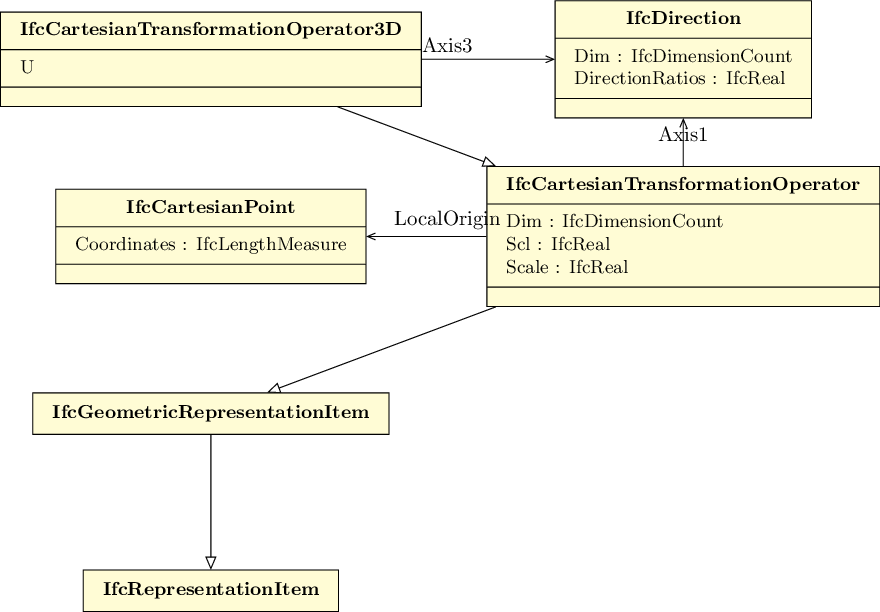 IfcCartesianTransformationOperator3D
U
Axis3
IfcDirection
Dim : IfcDimensionCount
DirectionRatios : IfcReal
Axis1
IfcCartesianPoint
Coordinates : IfcLengthMeasure
LocalOrigin
IfcCartesianTransformationOperator
Dim : IfcDimensionCount
Scl : IfcReal
Scale : IfcReal
IfcGeometricRepresentationItem
IfcRepresentationItem